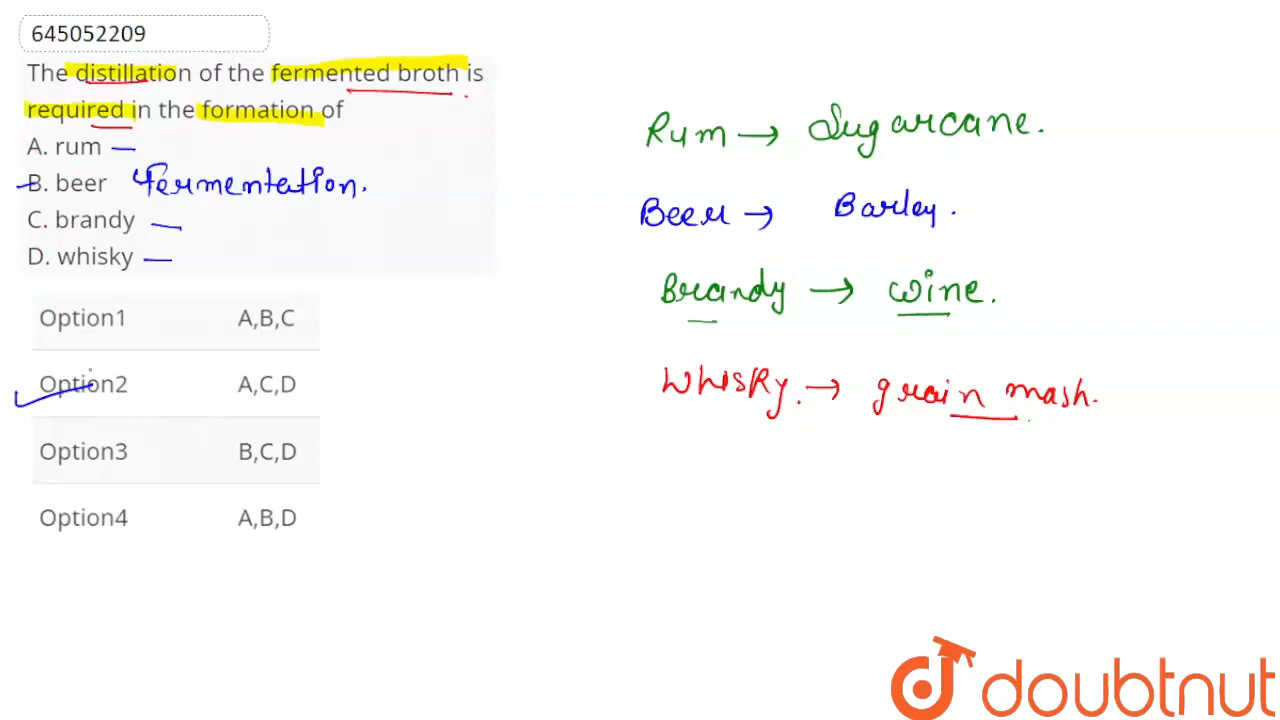 645052209
The distillation of the fermented broth is
required in the formation of
A. rum
B. beer Fermentation.
C. brandy
D. whisky
Option1 A,B,C
Option2 A,C,D
Option3 B,C,D
Option4 A,B,D
Rum → Sugarcane.
Beer → Barley.
Brandy → wine.
Whisky. → grain mash.
doubtnut